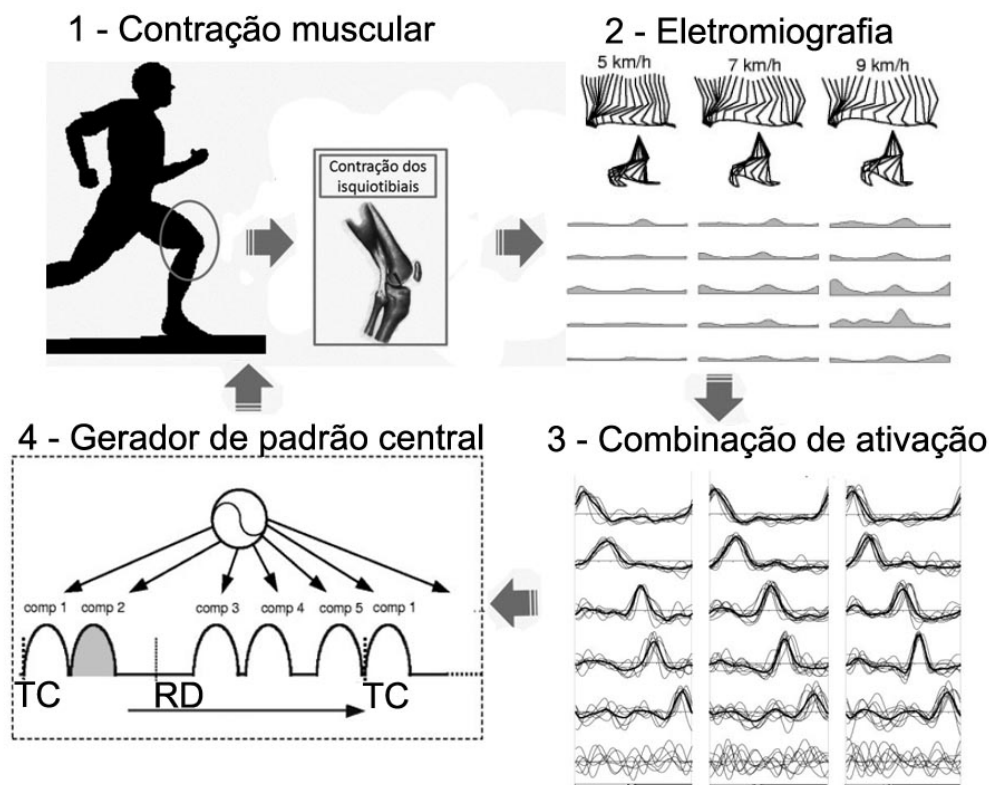 1 - Contração muscular
2 - Eletromiografia
5 km/h
7 km/h
9 km/h
Contração dos
isquiotibiais
4 - Gerador de padrão central
3 - Combinação de ativação
comp 1
comp 2
comp 3
comp 4
comp 5
comp 1
TC
RD
TC